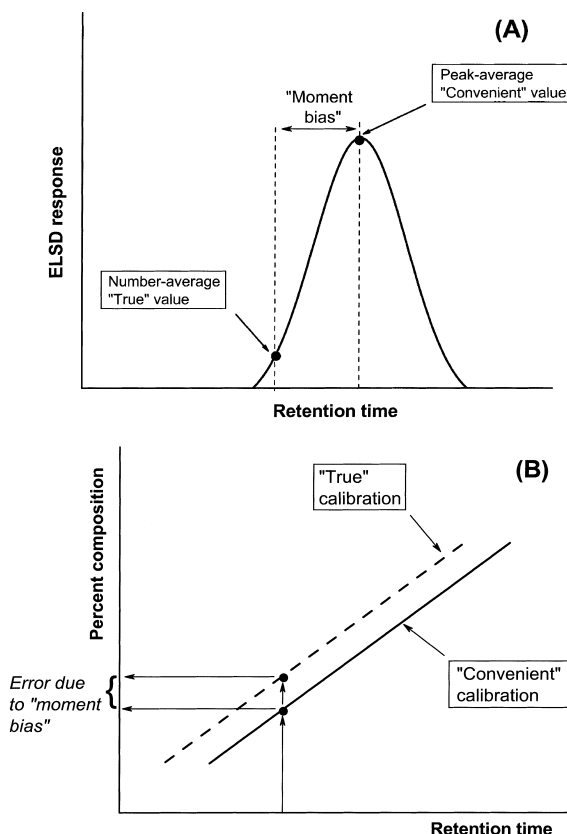 (A)
Peak-average
"Convenient" value
"Moment
bias"
ELSD response
Number-average
"True" value
Retention time
(B)
"True"
calibration
Percent composition
"Convenient"
calibration
Error due
to "moment
bias"
{
Retention time